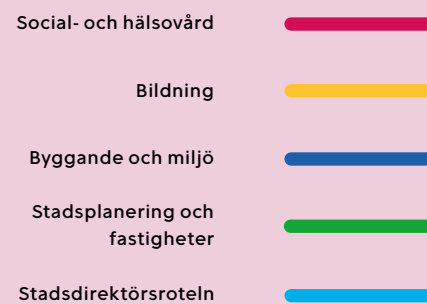 Social- och hälsovård
Bildning
Byggande och miljö
Stadsplanering och
fastigheter
Stadsdirektörsroteln